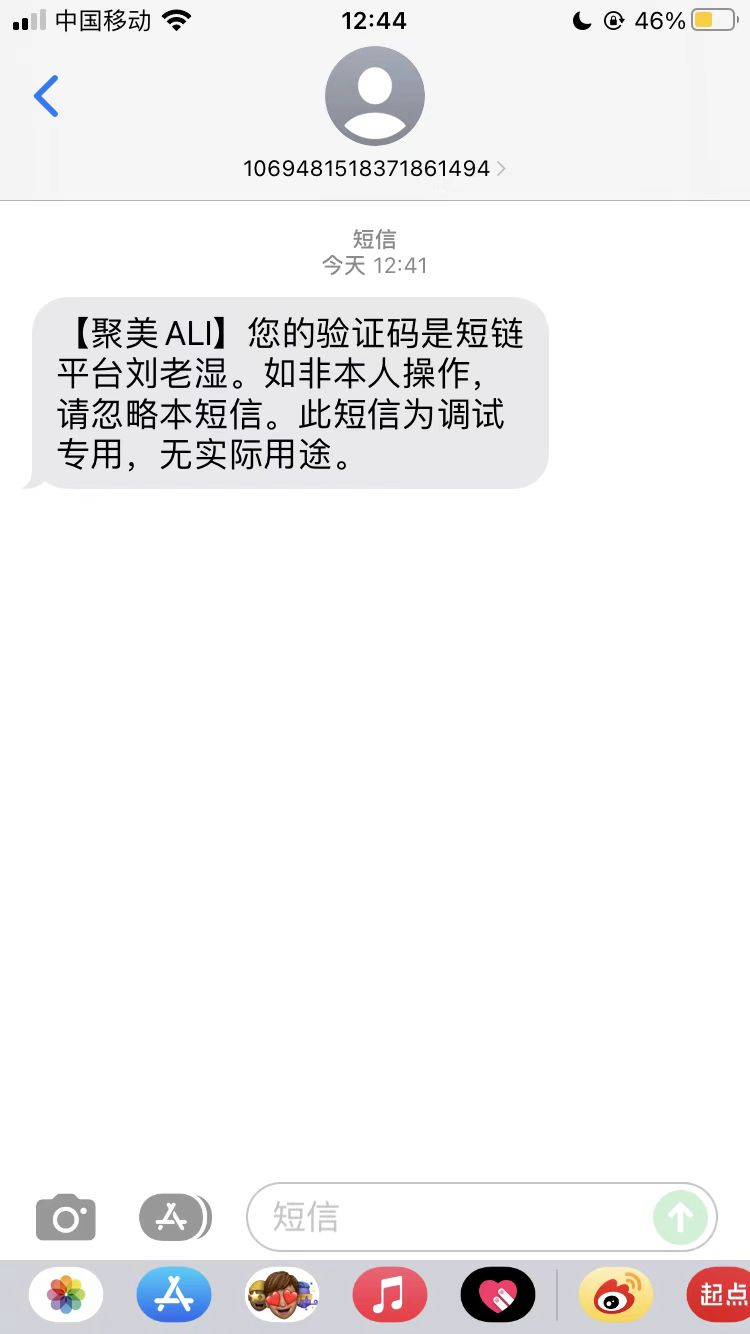 中国移动 12:44 46%
1069481518371861494
短信
今天 12:41
【聚美ALI】您的验证码是短链
平台刘老湿。如非本人操作，
请忽略本短信。此短信为调试
专用，无实际用途。
短信
起点